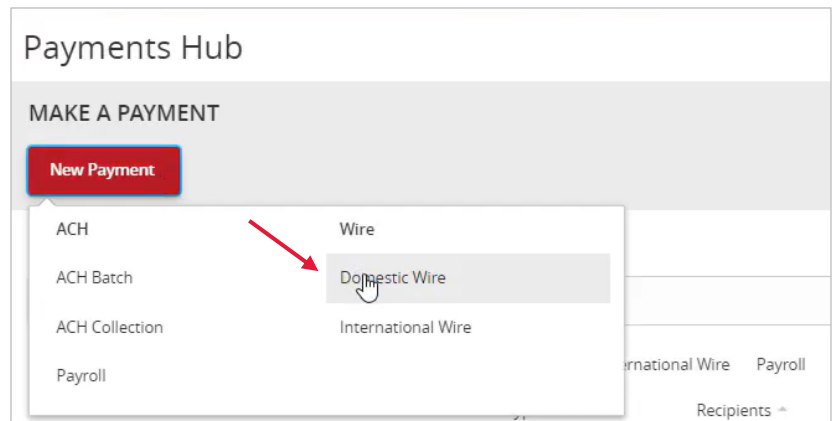 Payments Hub
MAKE A PAYMENT
New Payment
ACH Wire
ACH Batch Domestic Wire
ACH Collection International Wire
Payroll
Wire Payroll
Recipients